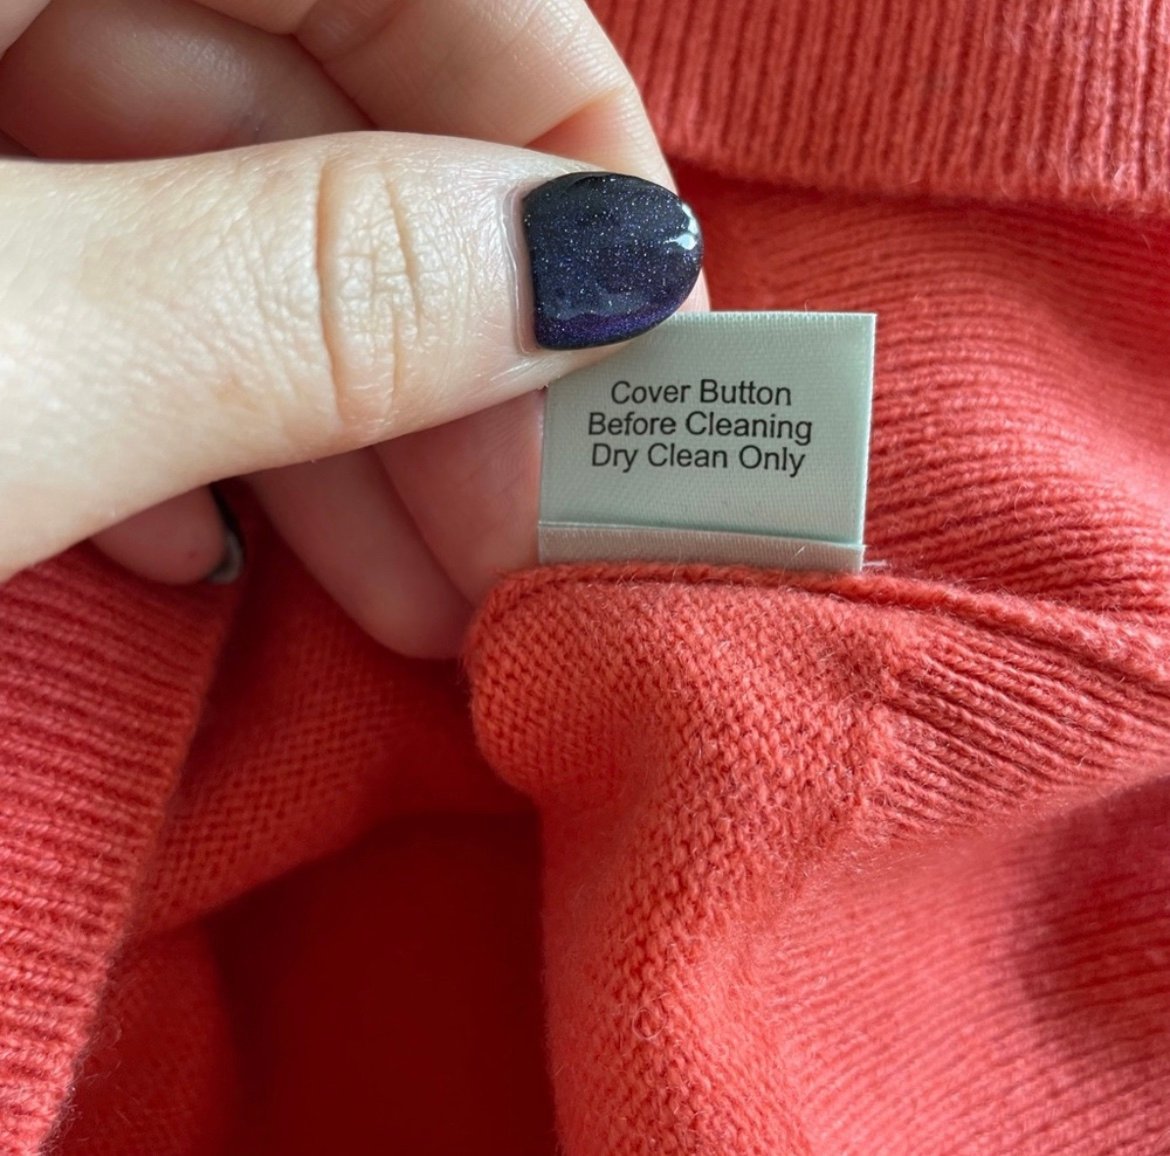 Cover Button
Before Cleaning
Dry Clean Only